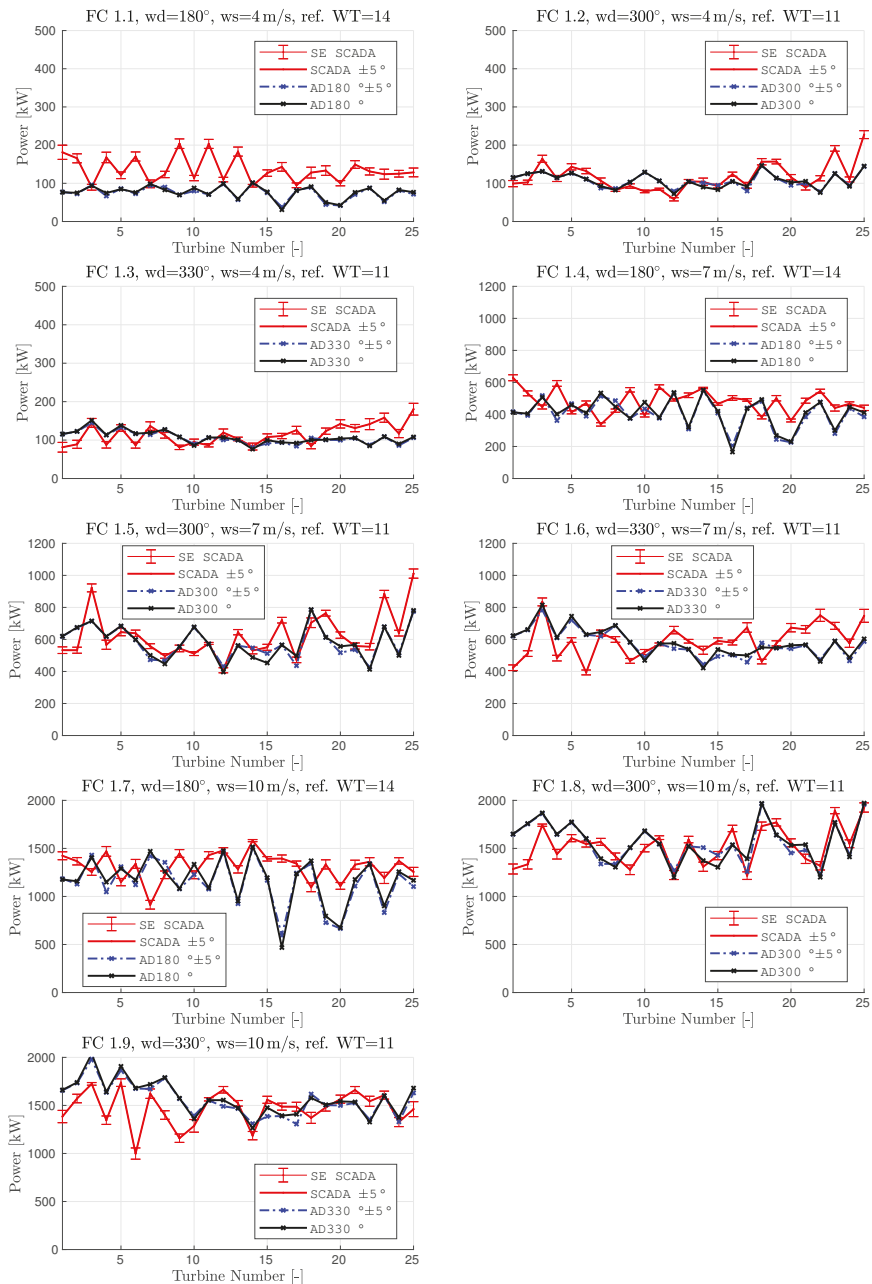 FC 1.1, wd=180°, ws=4 m/s, ref. WT=14
Power [kW]
500
400
300
200
100
0
SE SCADA
SCADA ±5°
AD180 °±5°
AD180 °
5
10
15
20
25
Turbine Number [-]
FC 1.2, wd=300°, ws=4 m/s, ref. WT=11
Power [kW]
500
400
300
200
100
0
SE SCADA
SCADA ±5°
AD300 °±5°
AD300 °
5
10
15
20
25
Turbine Number [-]
FC 1.3, wd=330°, ws=4 m/s, ref. WT=11
Power [kW]
500
400
300
200
100
0
SE SCADA
SCADA ±5°
AD330 °±5°
AD330 °
5
10
15
20
25
Turbine Number [-]
FC 1.4, wd=180°, ws=7 m/s, ref. WT=14
Power [kW]
1200
1000
800
600
400
200
0
SE SCADA
SCADA ±5°
AD180 °±5°
AD180 °
5
10
15
20
25
Turbine Number [-]
FC 1.5, wd=300°, ws=7 m/s, ref. WT=11
Power [kW]
1200
1000
800
600
400
200
0
SE SCADA
SCADA ±5°
AD300 °±5°
AD300 °
5
10
15
20
25
Turbine Number [-]
FC 1.6, wd=330°, ws=7 m/s, ref. WT=11
Power [kW]
1200
1000
800
600
400
200
0
SE SCADA
SCADA ±5°
AD330 °±5°
AD330 °
5
10
15
20
25
Turbine Number [-]
FC 1.7, wd=180°, ws=10 m/s, ref. WT=14
Power [kW]
2000
1500
1000
500
0
SE SCADA
SCADA ±5°
AD180 °±5°
AD180 °
5
10
15
20
25
Turbine Number [-]
FC 1.8, wd=300°, ws=10 m/s, ref. WT=11
Power [kW]
2000
1500
1000
500
0
SE SCADA
SCADA ±5°
AD300 °±5°
AD300 °
5
10
15
20
25
Turbine Number [-]
FC 1.9, wd=330°, ws=10 m/s, ref. WT=11
Power [kW]
2000
1500
1000
500
0
SE SCADA
SCADA ±5°
AD330 °±5°
AD330 °
5
10
15
20
25
Turbine Number [-]